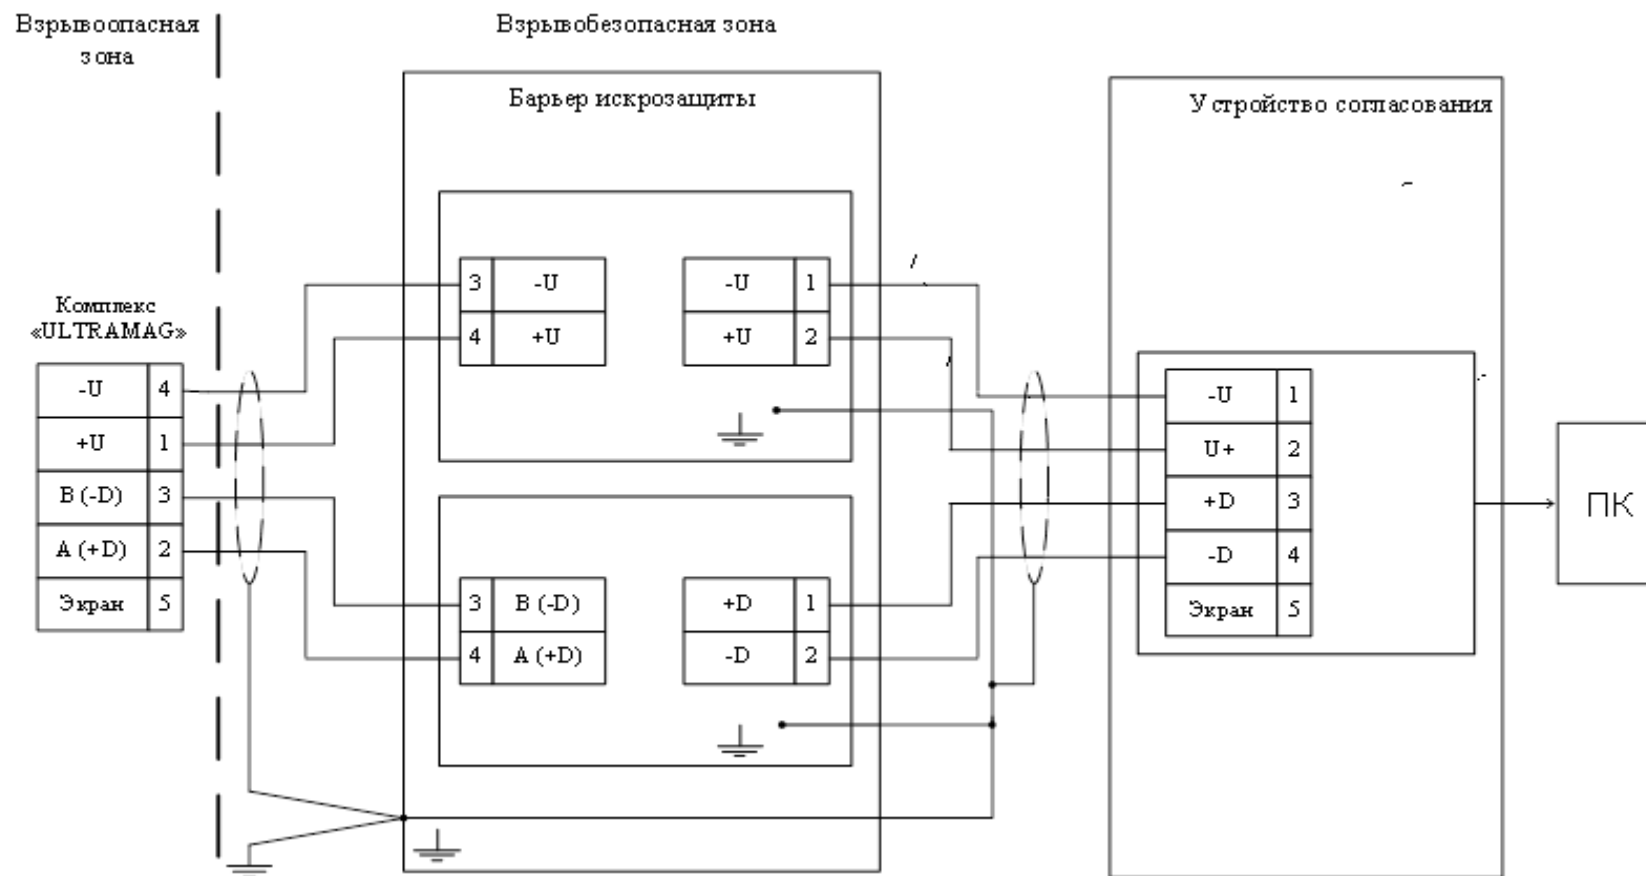 Взрывоопасная
зона
Взрывобезопасная зона
Барьер искрозащиты
Устройство согласования
Комплекс
«ULTRAMAG»
-U 4
+U 1
B (-D) 3
A (+D) 2
Экран 5
3 -U
4 +U
-U 1
+U 2
3 B (-D)
4 A (+D)
+D 1
-D 2
-U 1
U+ 2
+D 3
-D 4
Экран 5
ПК